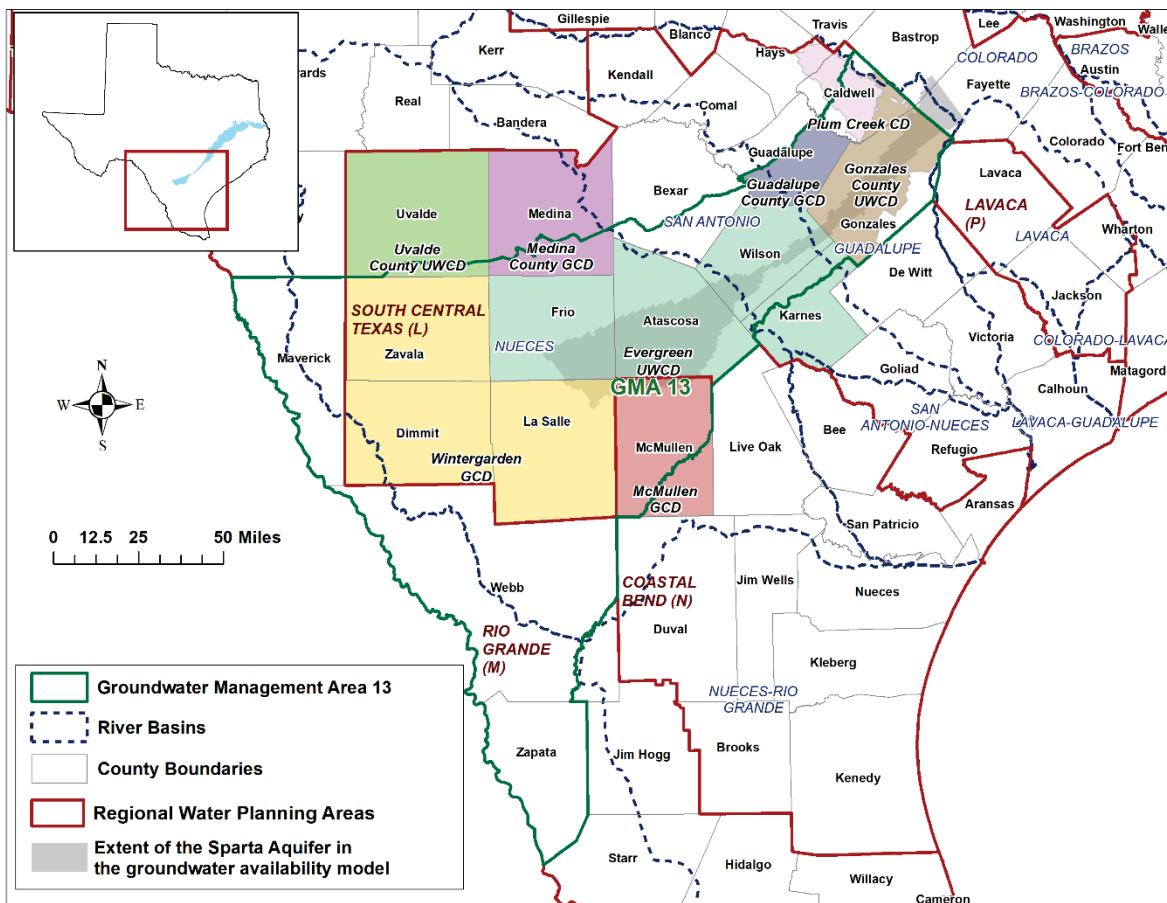 Gillespie
Travis
Lee
Washington
Walle
Blanco
Bastrop
Kerr
Hays
COLORADO
BRAZOS
Austin
Kendall
Fayette
BRAZOS-COLORADO
Real
Caldwell
Comal
Bandera
Plum Creek CD
Colorado
Fort Ben
Guadalupe
Guadalupe
County GCD
Gonzales
County
UWCD
Gonzales
Lavaca
LAVACA
(P)
Bexar
Uvalde
Medina
SAN ANTONIO
Wharton
LAVACA
Uvalde
County UWCD
Medina
County GCD
Wilson
GUADALUPE
De Witt
Jackson
SOUTH CENTRAL
TEXAS (L)
Frio
Atascosa
Karnes
Victoria
COLORADO-LAVACA
Maverick
Zavala
NUECES
Evergreen
UWCD
GMA 13
Goliad
Calhoun
Matagord
W
N
E
S
La Salle
SAN
ANTONIO-NUECES
LAVACA-GUADALUPE
Dimmit
Bee
McMullen
Live Oak
Refugio
Wintergarden
GCD
McMullen
GCD
Aransas
San Patricio
0 12.5 25 50 Miles
Webb
COASTAL
BEND (N)
Jim Wells
Nueces
Duval
RIO
GRANDE
(M)
Kleberg
NUECES-RIO
GRANDE
Zapata
Jim Hogg
Brooks
Kenedy
Starr
Hidalgo
Willacy
Cameron
Groundwater Management Area 13
River Basins
County Boundaries
Regional Water Planning Areas
Extent of the Sparta Aquifer in
the groundwater availability model